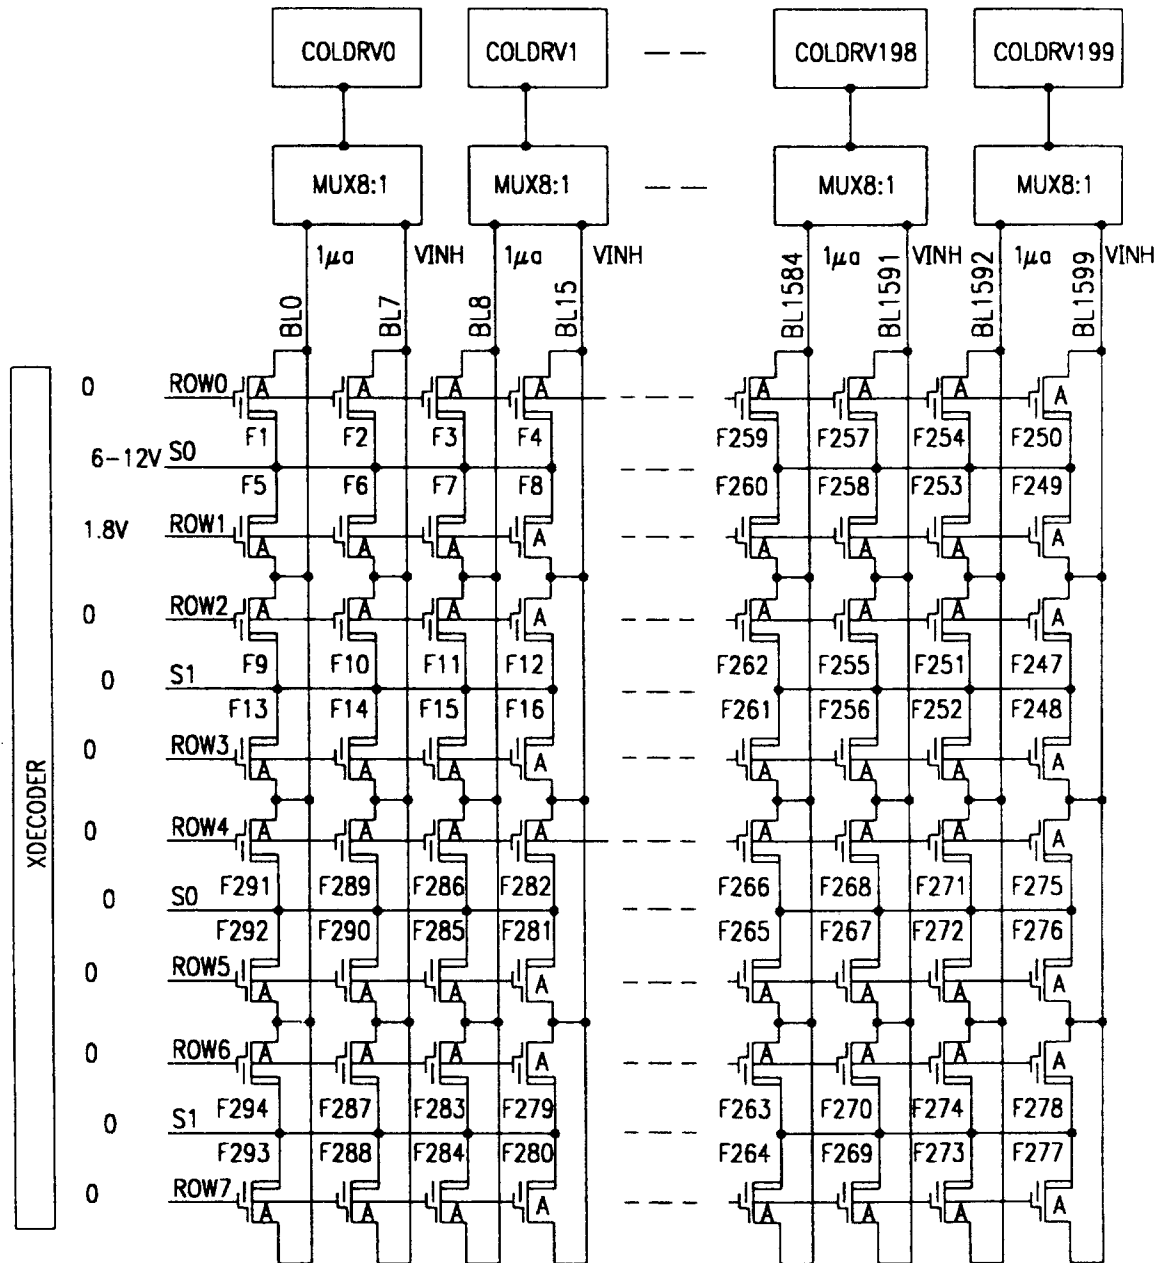 COLDRV0 COLDRV1 COLDRV198 COLDRV199
MUX8:1 MUX8:1 MUX8:1 MUX8:1
1μa VINH 1μa VINH 1μa VINH 1μa VINH
BL0 BL7 BL8 BL15 BL1584 BL1591 BL1592 BL1599
0 ROW0 A A A A A A A A
F1 F2 F3 F4 F259 F257 F254 F250
6-12V S0
F5 F6 F7 F8 F260 F258 F253 F249
1.8V ROW1 A A A A A A A A
0 ROW2 A A A A A A A A
F9 F10 F11 F12 F262 F255 F251 F247
0 S1
F13 F14 F15 F16 F261 F256 F252 F248
0 ROW3 A A A A A A A A
XDECODER
0 ROW4 A A A A A A A A
F291 F289 F286 F282 F266 F268 F271 F275
0 S0
F292 F290 F285 F281 F265 F267 F272 F276
0 ROW5 A A A A A A A A
0 ROW6 A A A A A A A A
F294 F287 F283 F279 F263 F270 F274 F278
0 S1
F293 F288 F284 F280 F264 F269 F273 F277
0 ROW7 A A A A A A A A